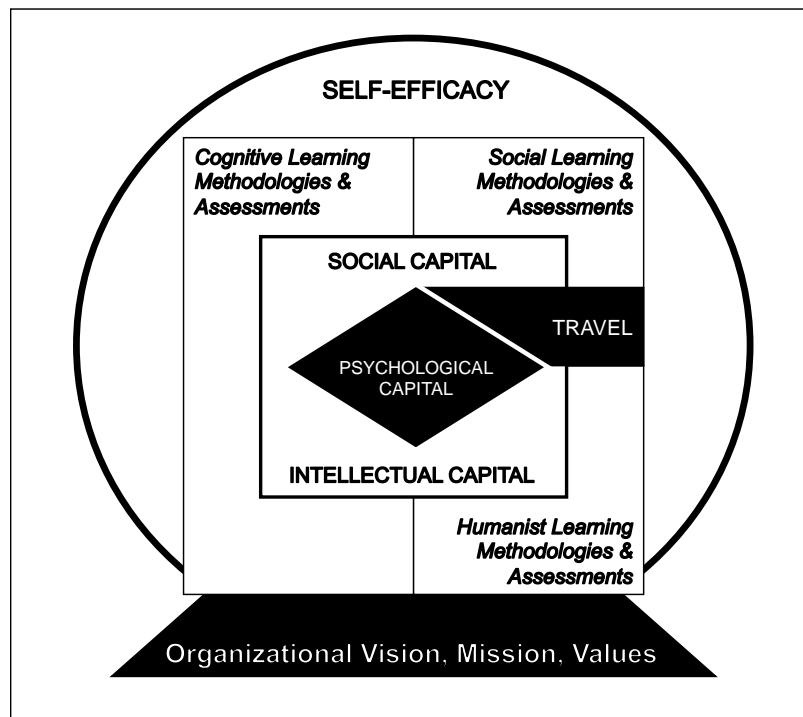 SELF-EFFICACY
Cognitive Learning
Methodologies &
Assessments
Social Learning
Methodologies &
Assessments
SOCIAL CAPITAL
TRAVEL
PSYCHOLOGICAL
CAPITAL
INTELLECTUAL CAPITAL
Humanist Learning
Methodologies &
Assessments
Organizational Vision, Mission, Values